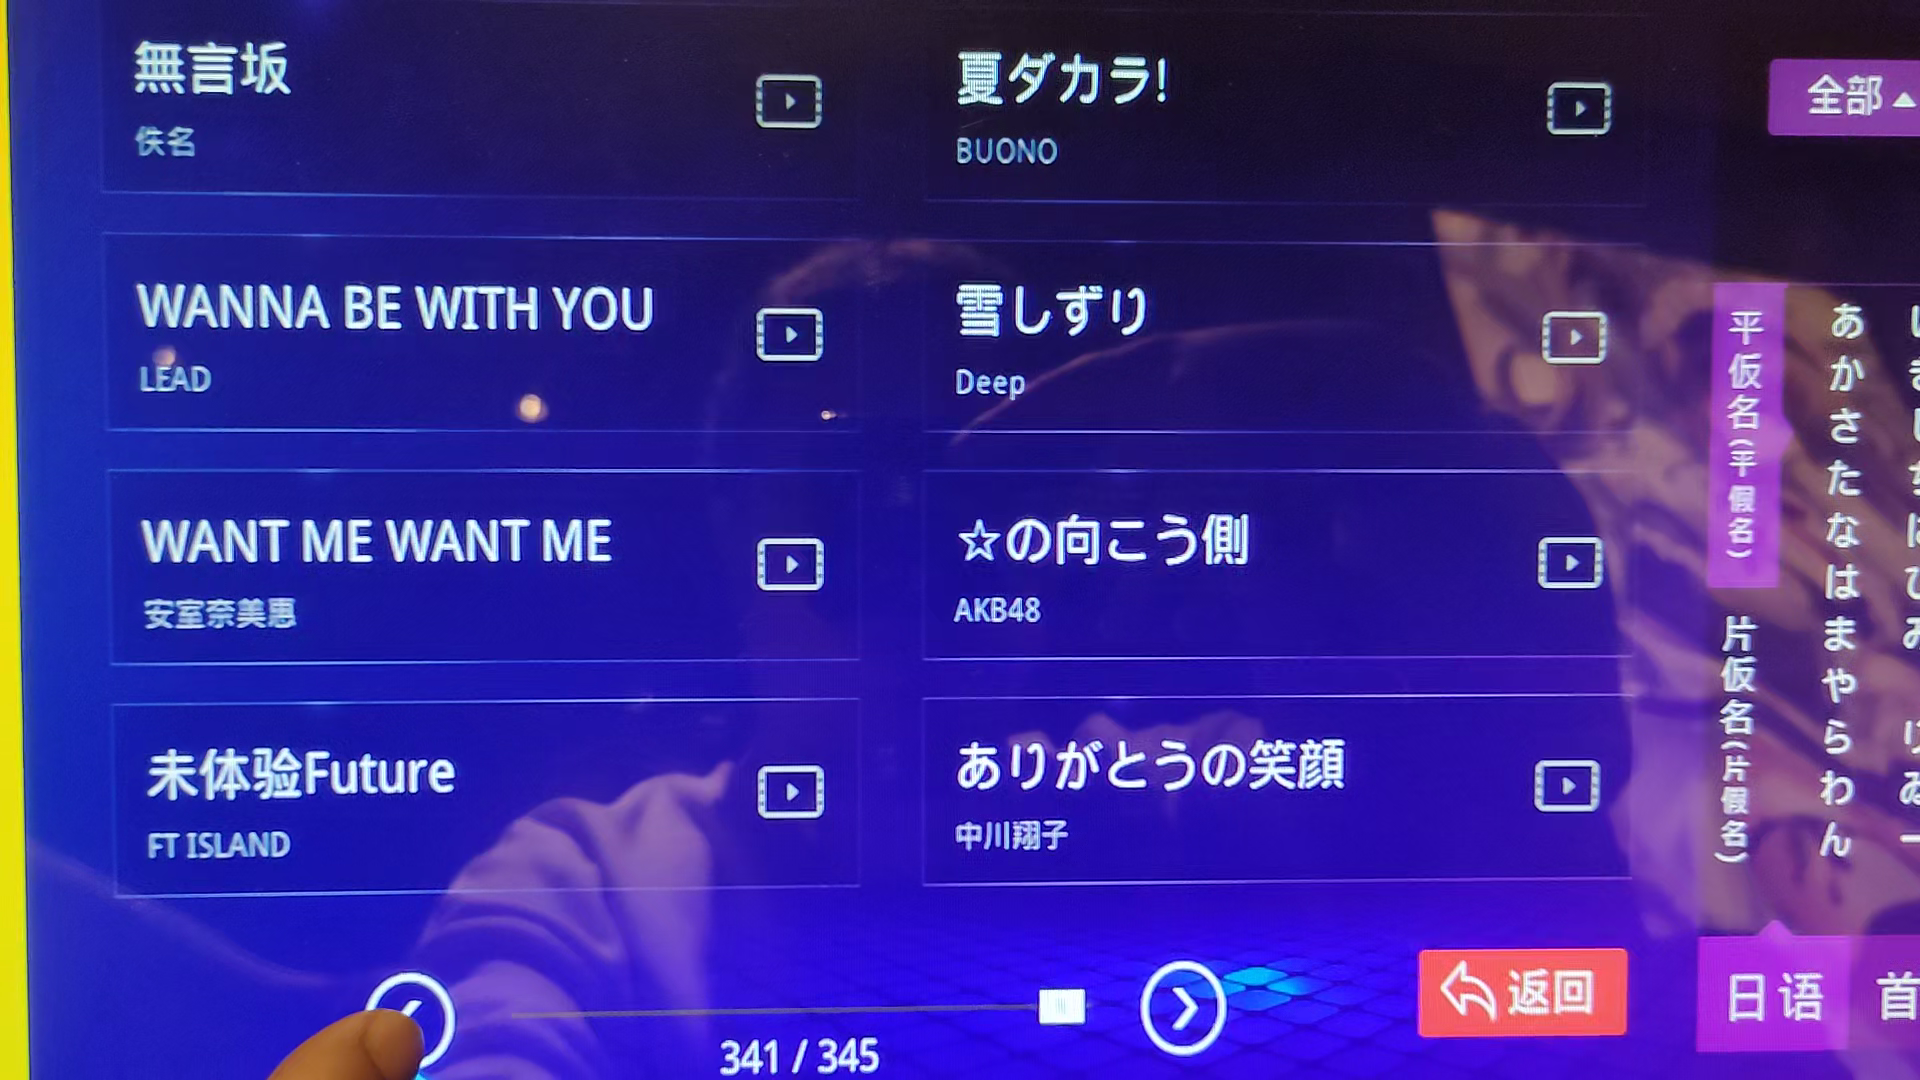 無言坂
佚名
夏ダカラ!
BUONO
全部
WANNA BE WITH YOU
LEAD
雪しずり
Deep
WANT ME WANT ME
安室奈美惠
☆の向こう側
AKB48
未体验Future
FT ISLAND
ありがとうの笑顔
中川翔子
平仮名(平假名)
片仮名(片假名)
あかさたなはまやらわん
341 / 345
返回
日语
首